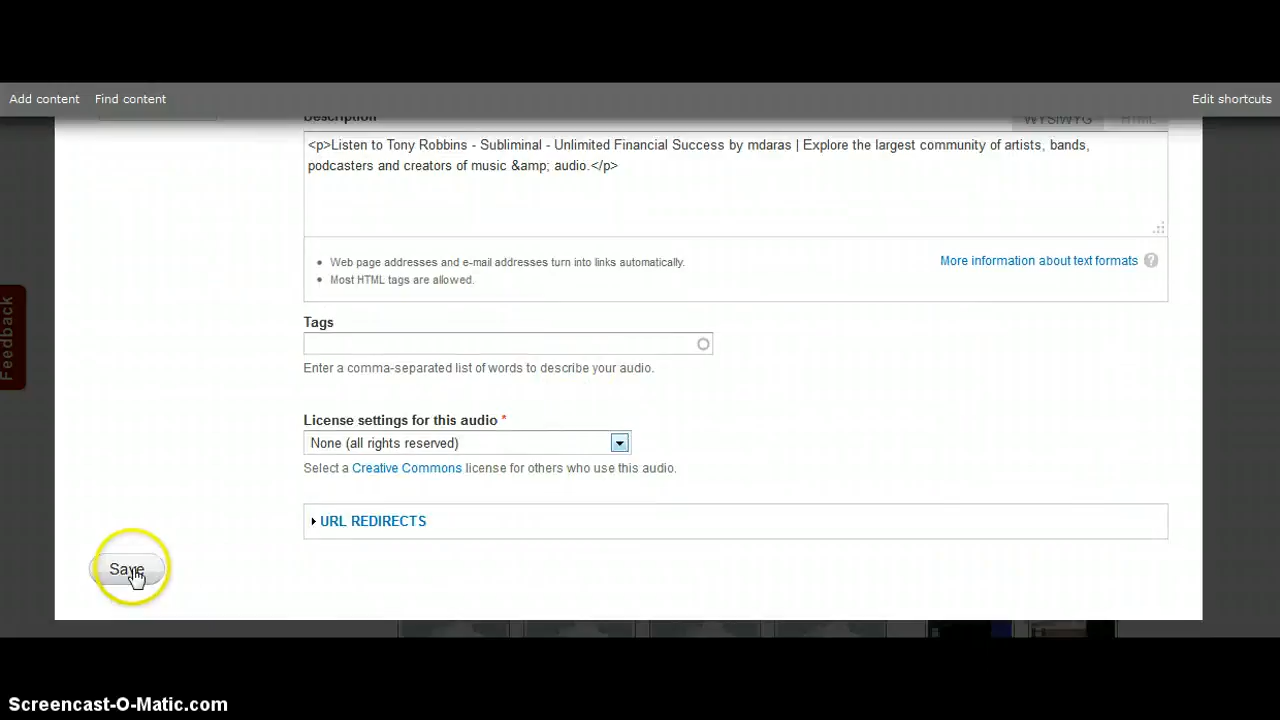 Add content Find content Edit shortcuts
Description WYSIWYG HTML
<p>Listen to Tony Robbins - Subliminal - Unlimited Financial Success by mdaras | Explore the largest community of artists, bands,
podcasters and creators of music &amp; audio.</p>
Web page addresses and e-mail addresses turn into links automatically.
More information about text formats ?
Most HTML tags are allowed.
Feedback
Tags
Enter a comma-separated list of words to describe your audio.
License settings for this audio *
None (all rights reserved)
Select a Creative Commons license for others who use this audio.
URL REDIRECTS
Save
Screencast-O-Matic.com